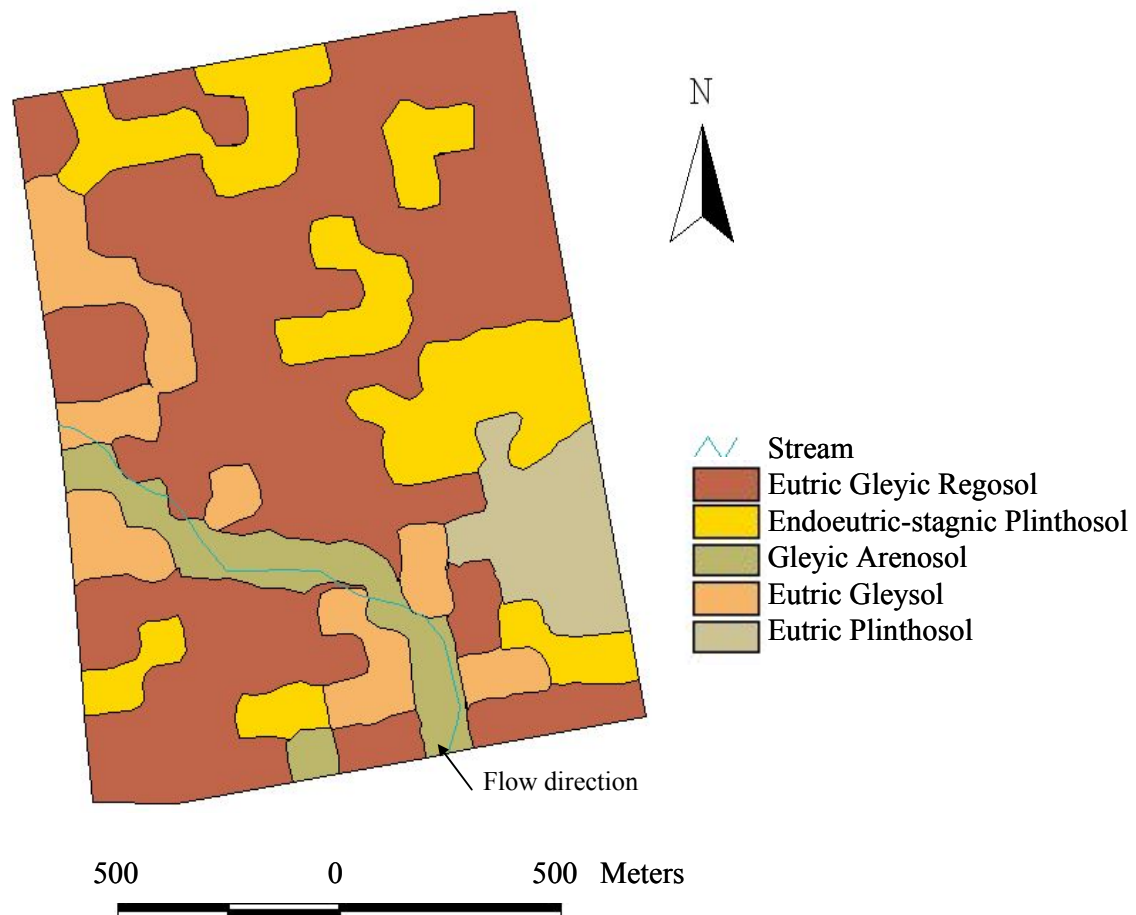 N
Stream
Eutric Gleyic Regosol
Endoeutric-stagnic Plinthosol
Gleyic Arenosol
Eutric Gleysol
Eutric Plinthosol
Flow direction
500 0 500 Meters